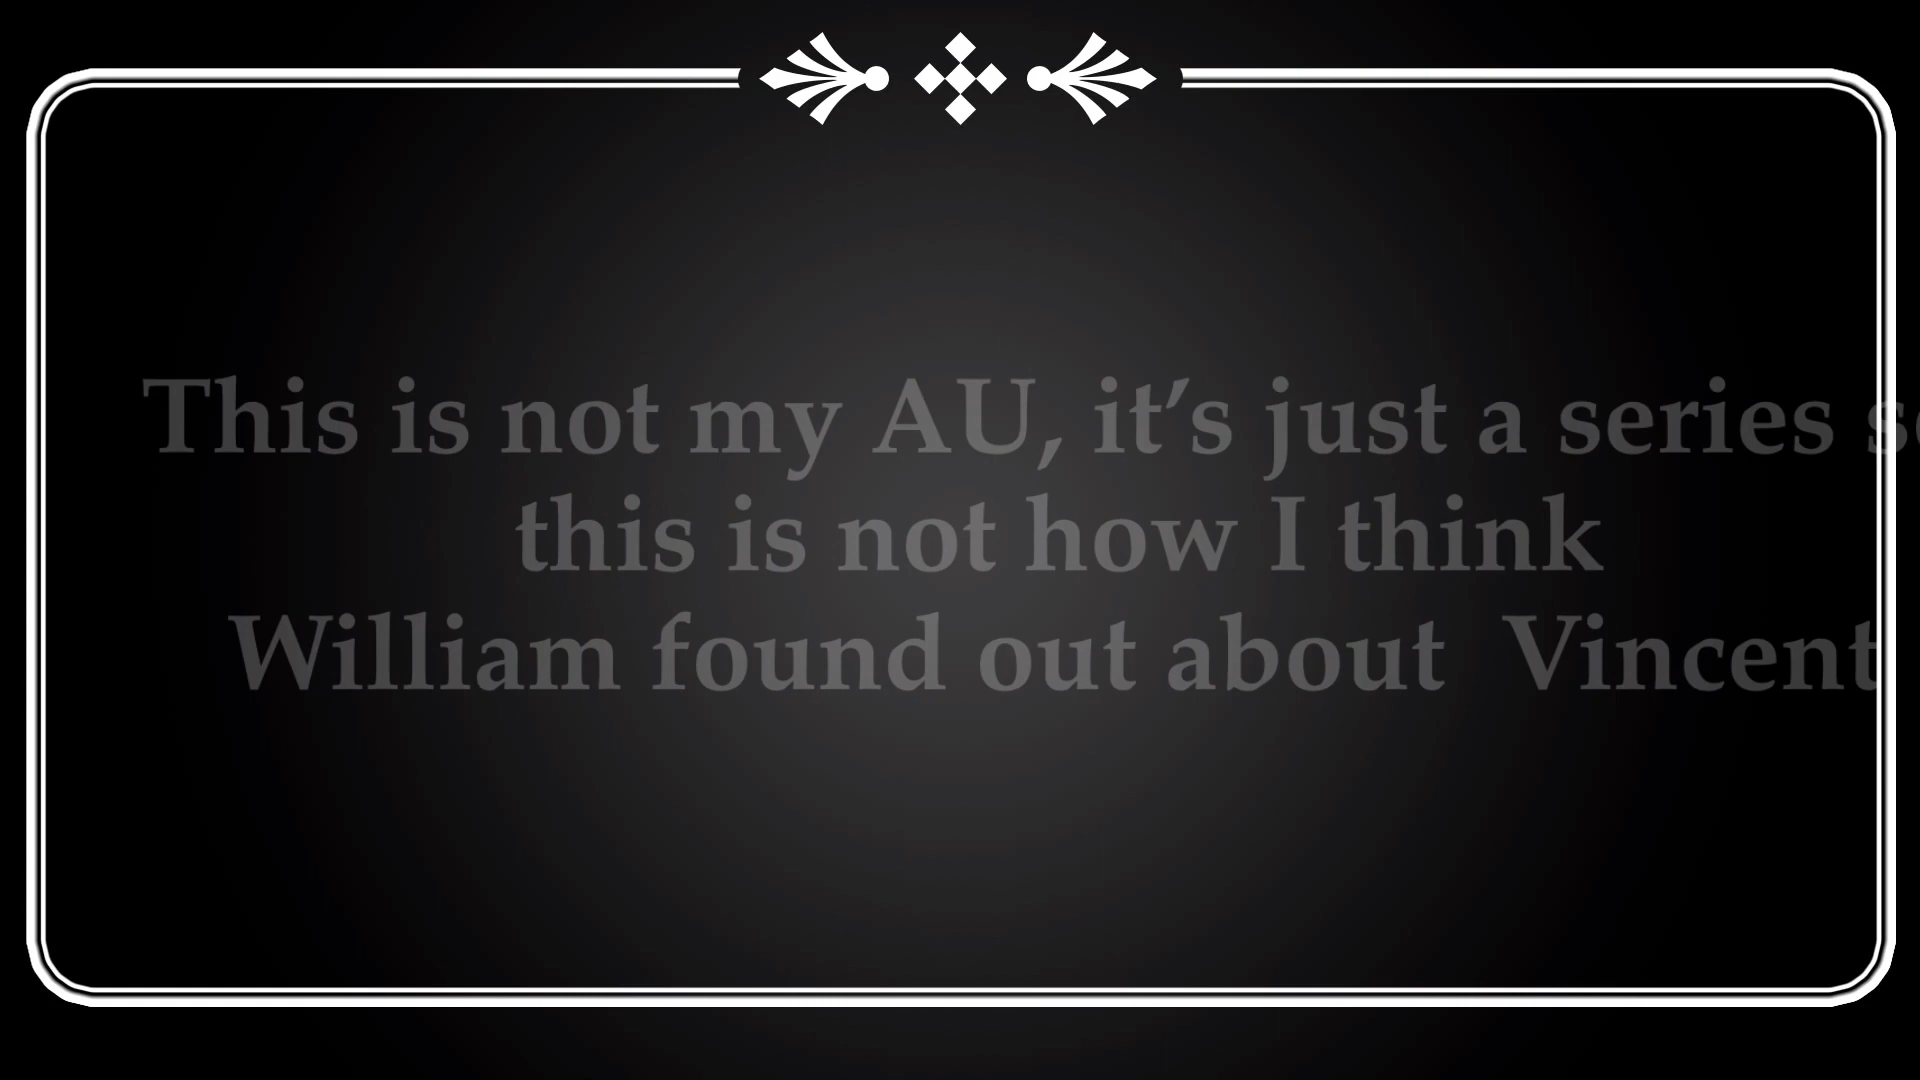 This is not my AU, it’s just a series
this is not how I think
William found out about  Vincent